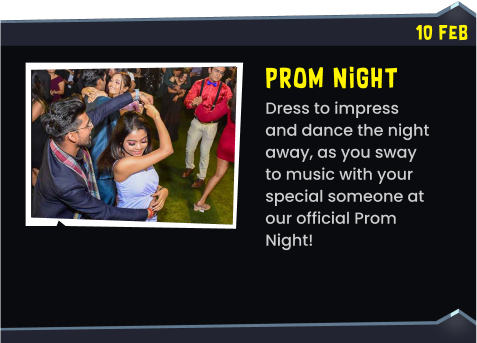 10 FEB
PROM NiGHT
Dress to impress
and dance the night
away, as you sway
to music with your
special someone at
our official Prom
Night!